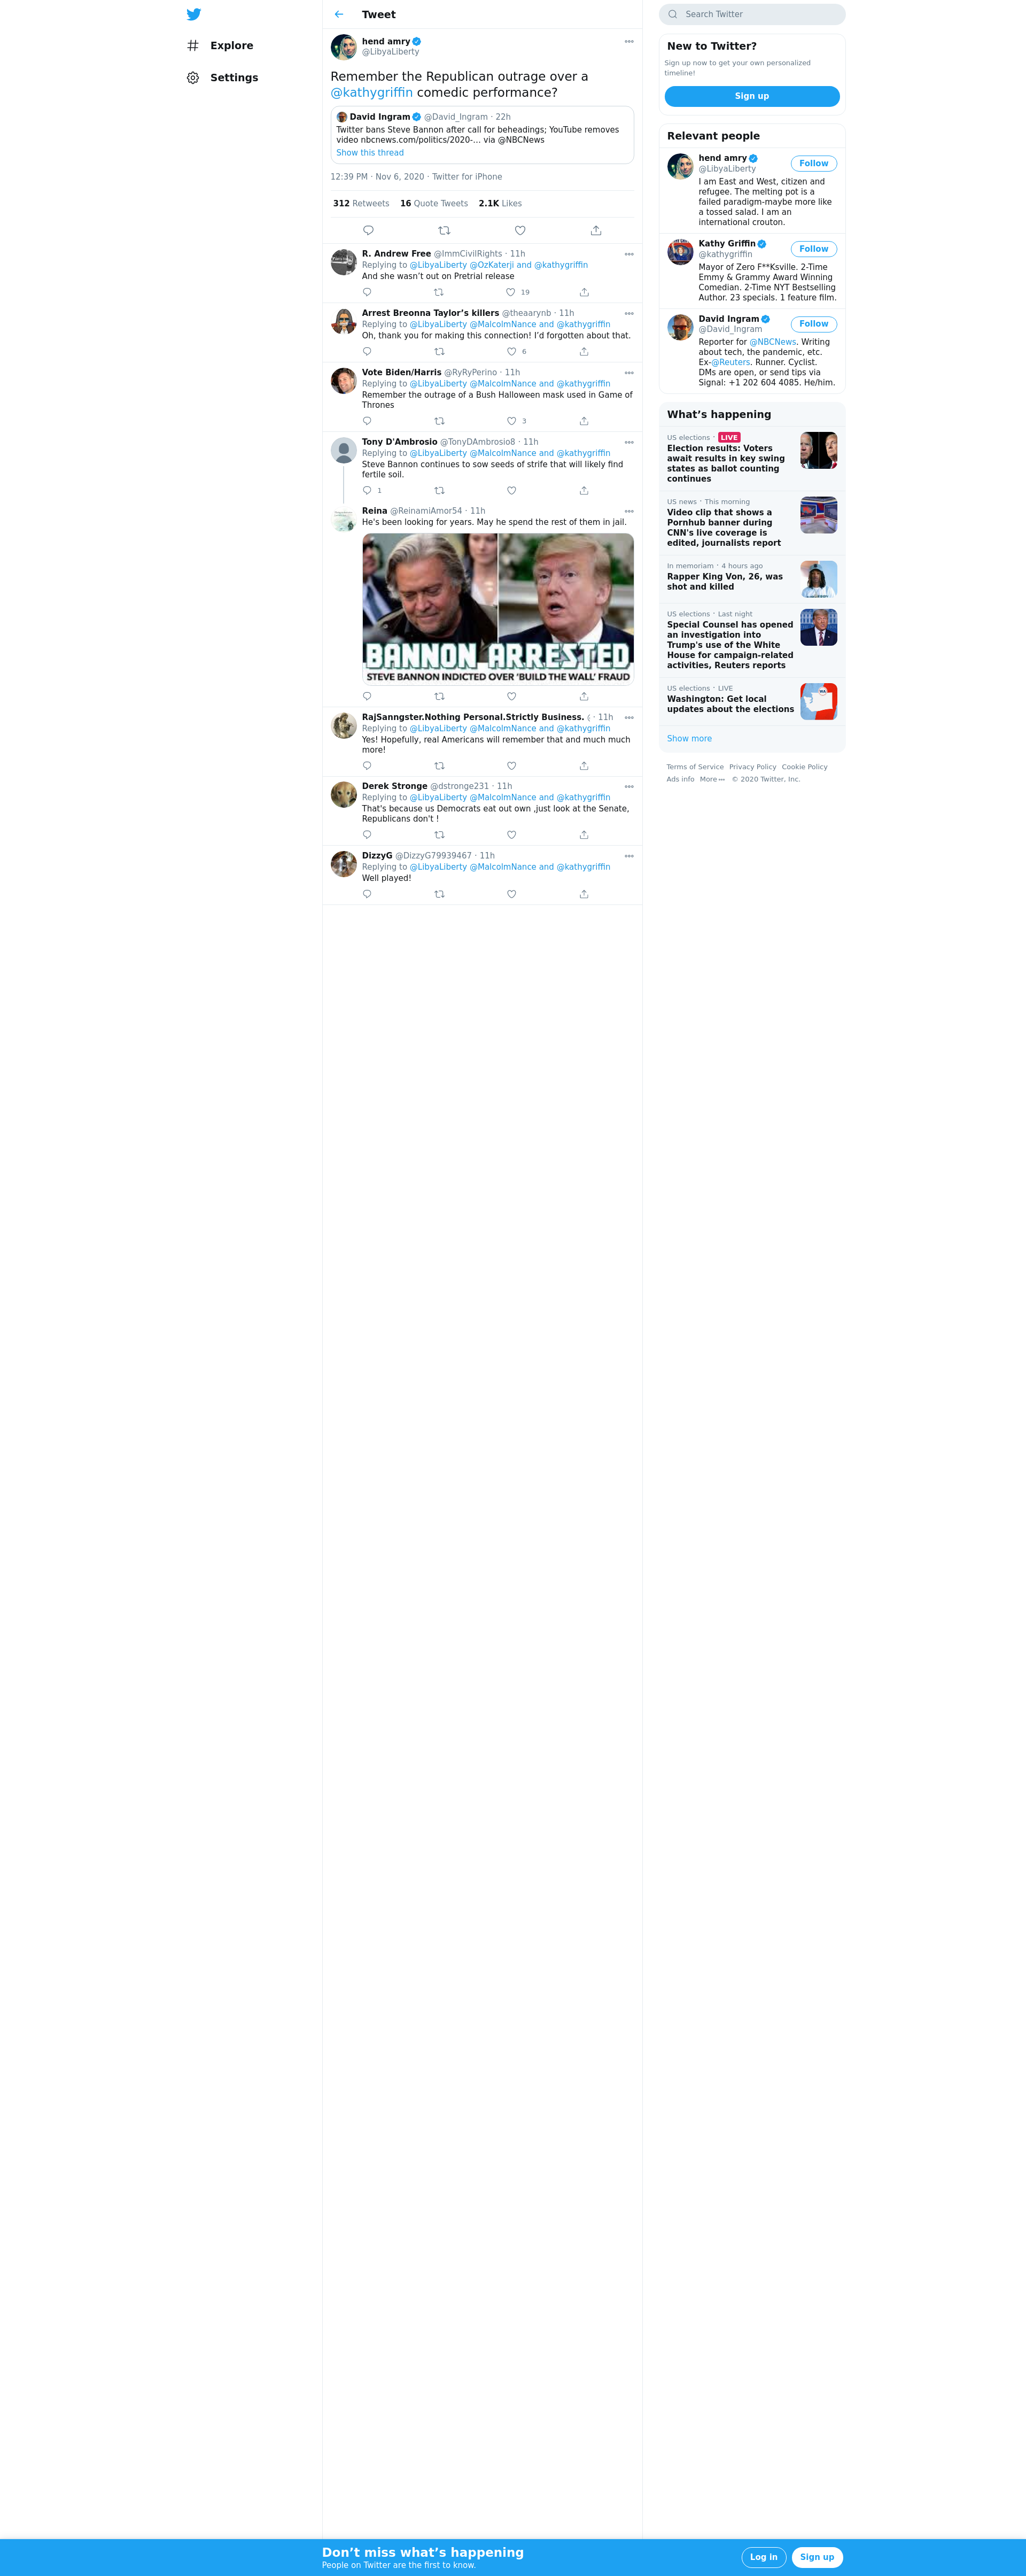 Explore
Settings
Tweet
hend amry
@LibyaLiberty
Remember the Republican outrage over a
@kathygriffin comedic performance?
David Ingram @David_Ingram · 22h
Twitter bans Steve Bannon after call for beheadings; YouTube removes
video nbcnews.com/politics/2020-… via @NBCNews
Show this thread
12:39 PM · Nov 6, 2020 · Twitter for iPhone
312 Retweets 16 Quote Tweets 2.1K Likes
R. Andrew Free @ImmCivilRights · 11h
Replying to @LibyaLiberty @OzKaterji and @kathygriffin
And she wasn’t out on Pretrial release
19
Arrest Breonna Taylor’s killers @theaarynb · 11h
Replying to @LibyaLiberty @MalcolmNance and @kathygriffin
Oh, thank you for making this connection! I’d forgotten about that.
6
Vote Biden/Harris @RyRyPerino · 11h
Replying to @LibyaLiberty @MalcolmNance and @kathygriffin
Remember the outrage of a Bush Halloween mask used in Game of
Thrones
3
Tony D'Ambrosio @TonyDAmbrosio8 · 11h
Replying to @LibyaLiberty @MalcolmNance and @kathygriffin
Steve Bannon continues to sow seeds of strife that will likely find
fertile soil.
1
Reina @ReinamiAmor54 · 11h
He's been looking for years. May he spend the rest of them in jail.
BANNON ARRESTED
STEVE BANNON INDICTED OVER ‘BUILD THE WALL’ FRAUD
RajSanngster.Nothing Personal.Strictly Business. · 11h
Replying to @LibyaLiberty @MalcolmNance and @kathygriffin
Yes! Hopefully, real Americans will remember that and much much
more!
Derek Stronge @dstronge231 · 11h
Replying to @LibyaLiberty @MalcolmNance and @kathygriffin
That's because us Democrats eat out own ,just look at the Senate,
Republicans don't !
DizzyG @DizzyG79939467 · 11h
Replying to @LibyaLiberty @MalcolmNance and @kathygriffin
Well played!
Search Twitter
New to Twitter?
Sign up now to get your own personalized
timeline!
Sign up
Relevant people
hend amry
@LibyaLiberty
Follow
I am East and West, citizen and
refugee. The melting pot is a
failed paradigm-maybe more like
a tossed salad. I am an
international crouton.
Kathy Griffin
@kathygriffin
Follow
Mayor of Zero F**Ksville. 2-Time
Emmy & Grammy Award Winning
Comedian. 2-Time NYT Bestselling
Author. 23 specials. 1 feature film.
David Ingram
@David_Ingram
Follow
Reporter for @NBCNews. Writing
about tech, the pandemic, etc.
Ex-@Reuters. Runner. Cyclist.
DMs are open, or send tips via
Signal: +1 202 604 4085. He/him.
What’s happening
US elections · LIVE
Election results: Voters
await results in key swing
states as ballot counting
continues
US news · This morning
Video clip that shows a
Pornhub banner during
CNN's live coverage is
edited, journalists report
In memoriam · 4 hours ago
Rapper King Von, 26, was
shot and killed
US elections · Last night
Special Counsel has opened
an investigation into
Trump's use of the White
House for campaign-related
activities, Reuters reports
US elections · LIVE
Washington: Get local
updates about the elections
Show more
Terms of Service Privacy Policy Cookie Policy
Ads info More © 2020 Twitter, Inc.
Don’t miss what’s happening
People on Twitter are the first to know.
Log in
Sign up